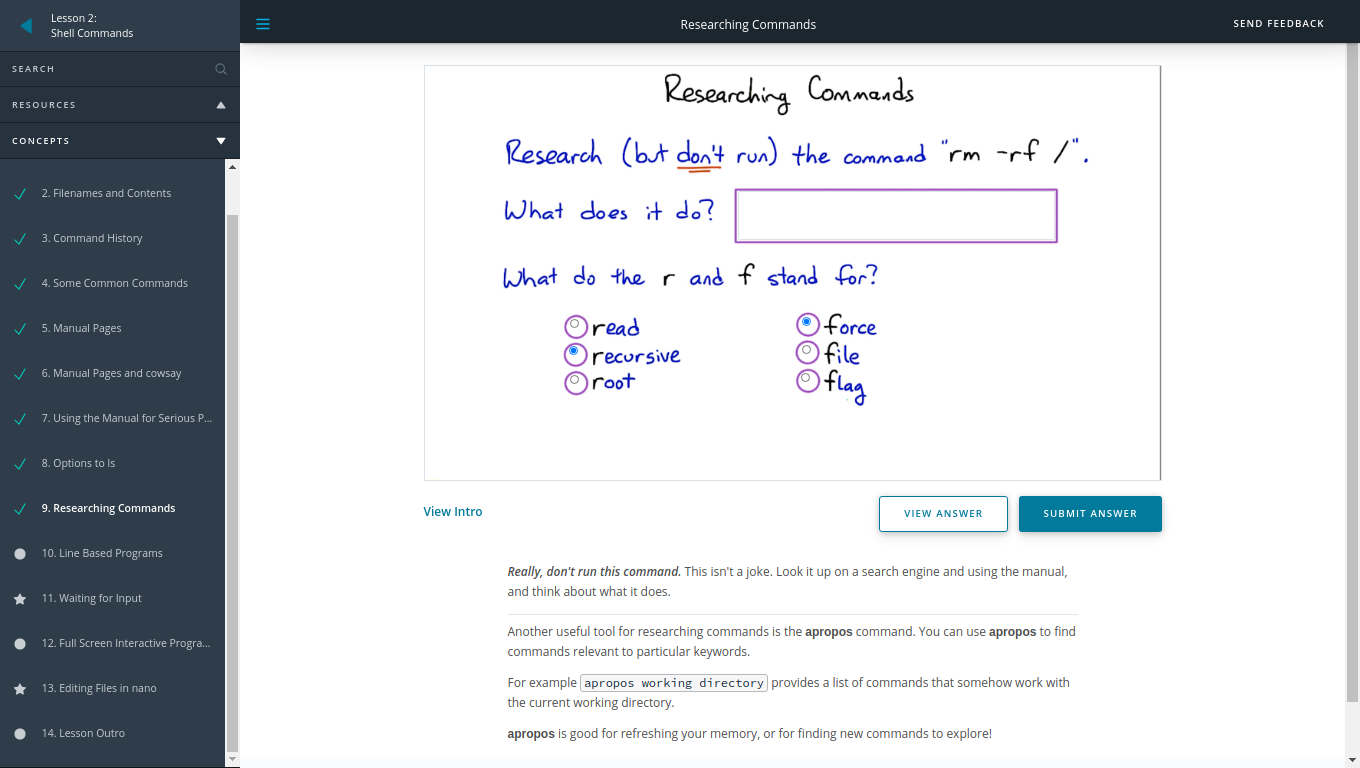 Lesson 2:
Shell Commands
SEARCH
RESOURCES
CONCEPTS
2. Filenames and Contents
3. Command History
4. Some Common Commands
5. Manual Pages
6. Manual Pages and cowsay
7. Using the Manual for Serious P...
8. Options to ls
9. Researching Commands
10. Line Based Programs
11. Waiting for Input
12. Full Screen Interactive Progra...
13. Editing Files in nano
14. Lesson Outro
Researching Commands
SEND FEEDBACK
Researching Commands
Research (but don't run) the command "rm -rf /".
What does it do?
What do the r and f stand for?
read
recursive
root
force
file
flag
View Intro
VIEW ANSWER
SUBMIT ANSWER
Really, don't run this command. This isn't a joke. Look it up on a search engine and using the manual,
and think about what it does.
Another useful tool for researching commands is the apropos command. You can use apropos to find
commands relevant to particular keywords.
For example apropos working directory provides a list of commands that somehow work with
the current working directory.
apropos is good for refreshing your memory, or for finding new commands to explore!